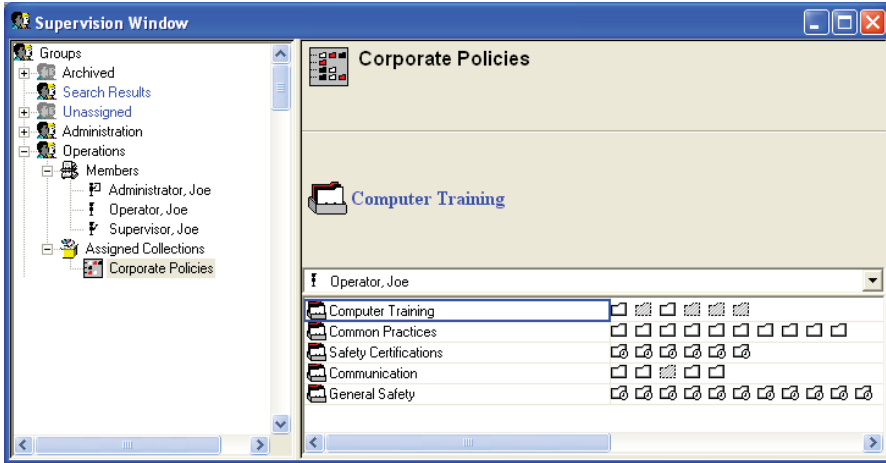 Supervision Window
Groups
Archived
Search Results
Unassigned
Administration
Operations
Members
Administrator, Joe
Operator, Joe
Supervisor, Joe
Assigned Collections
Corporate Policies
Corporate Policies
Computer Training
Operator, Joe
Computer Training
Common Practices
Safety Certifications
Communication
General Safety